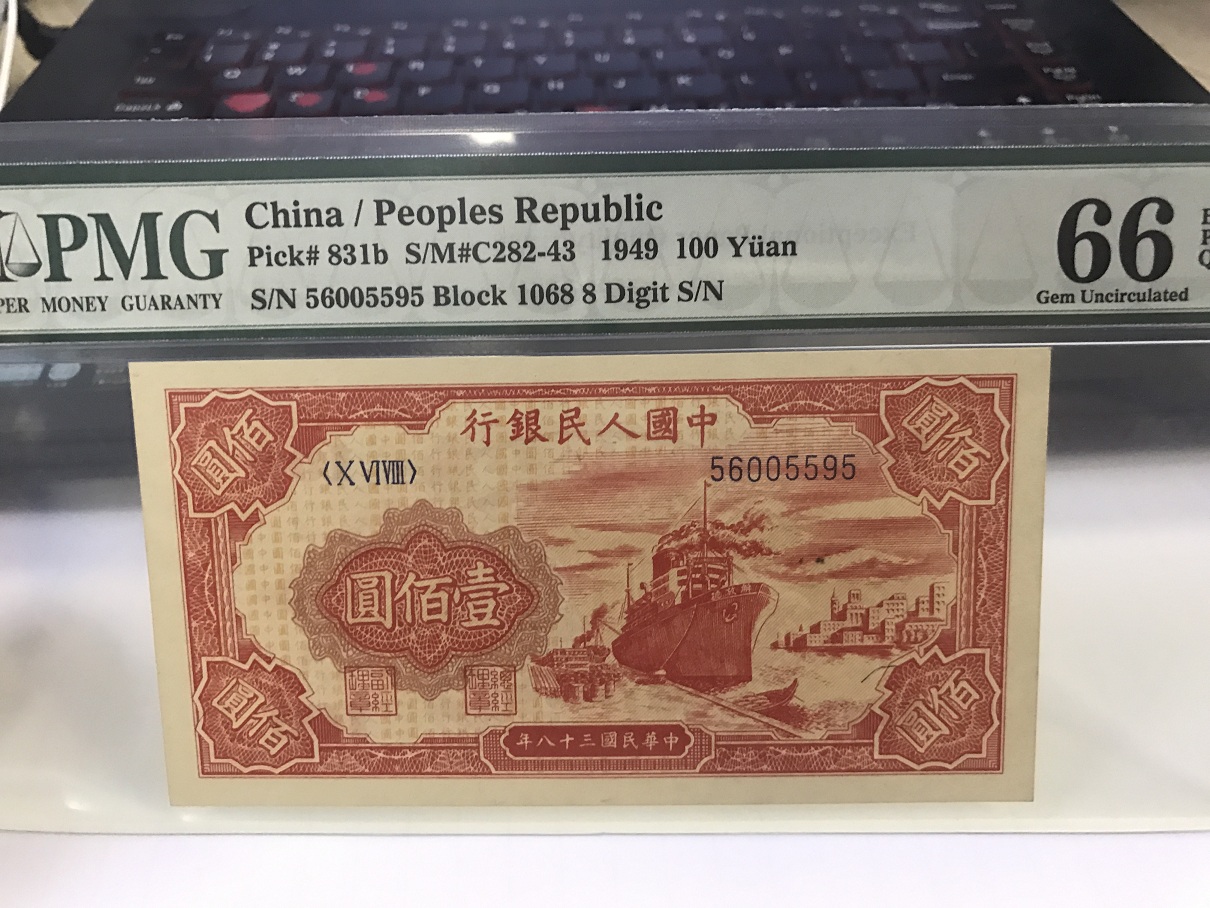 PMG
PER MONEY GUARANTY
China / Peoples Republic
Pick# 831b S/M#C282-43 1949 100 Yüan
S/N 56005595 Block 1068 8 Digit S/N
66
Gem Uncirculated
E
P
Q
行銀民人國中
〈X VI VIII〉
56005595
圓佰
圓佰
圓佰壹
圓佰
圓佰
年八十三國民華中